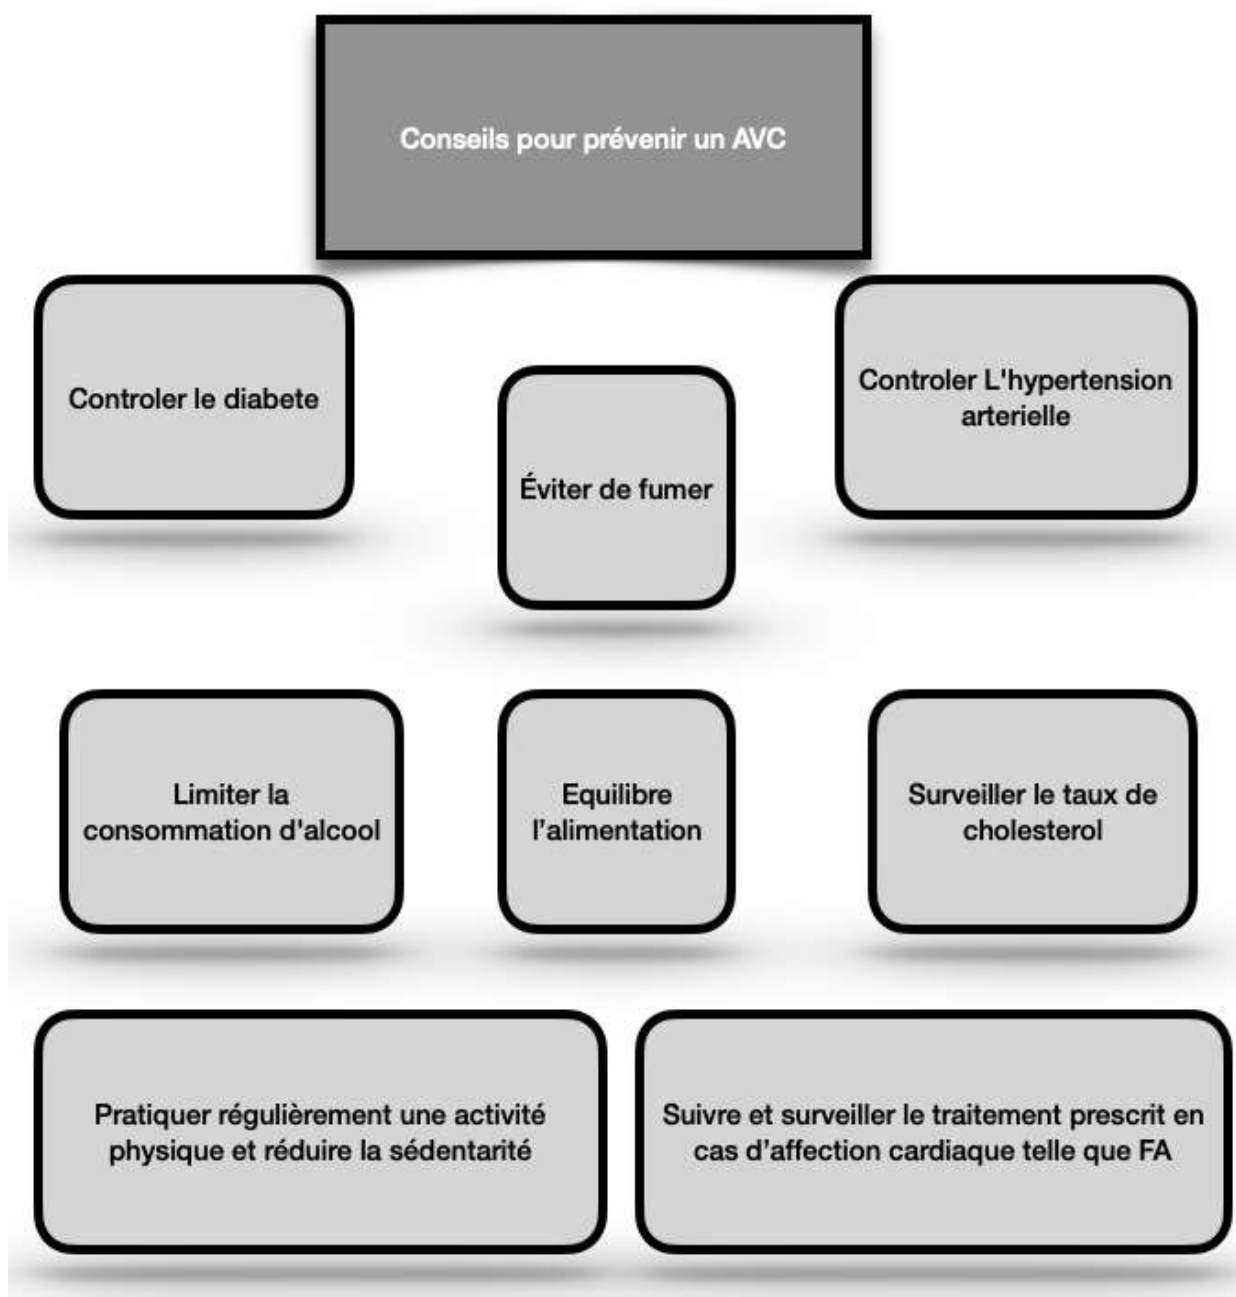 Conseils pour prévenir un AVC
Controler le diabete
Controler L'hypertension
arterielle
Éviter de fumer
Limiter la
consommation d'alcool
Equilibre
l’alimentation
Surveiller le taux de
cholesterol
Pratiquer régulièrement une activité
physique et réduire la sédentarité
Suivre et surveiller le traitement prescrit en
cas d’affection cardiaque telle que FA